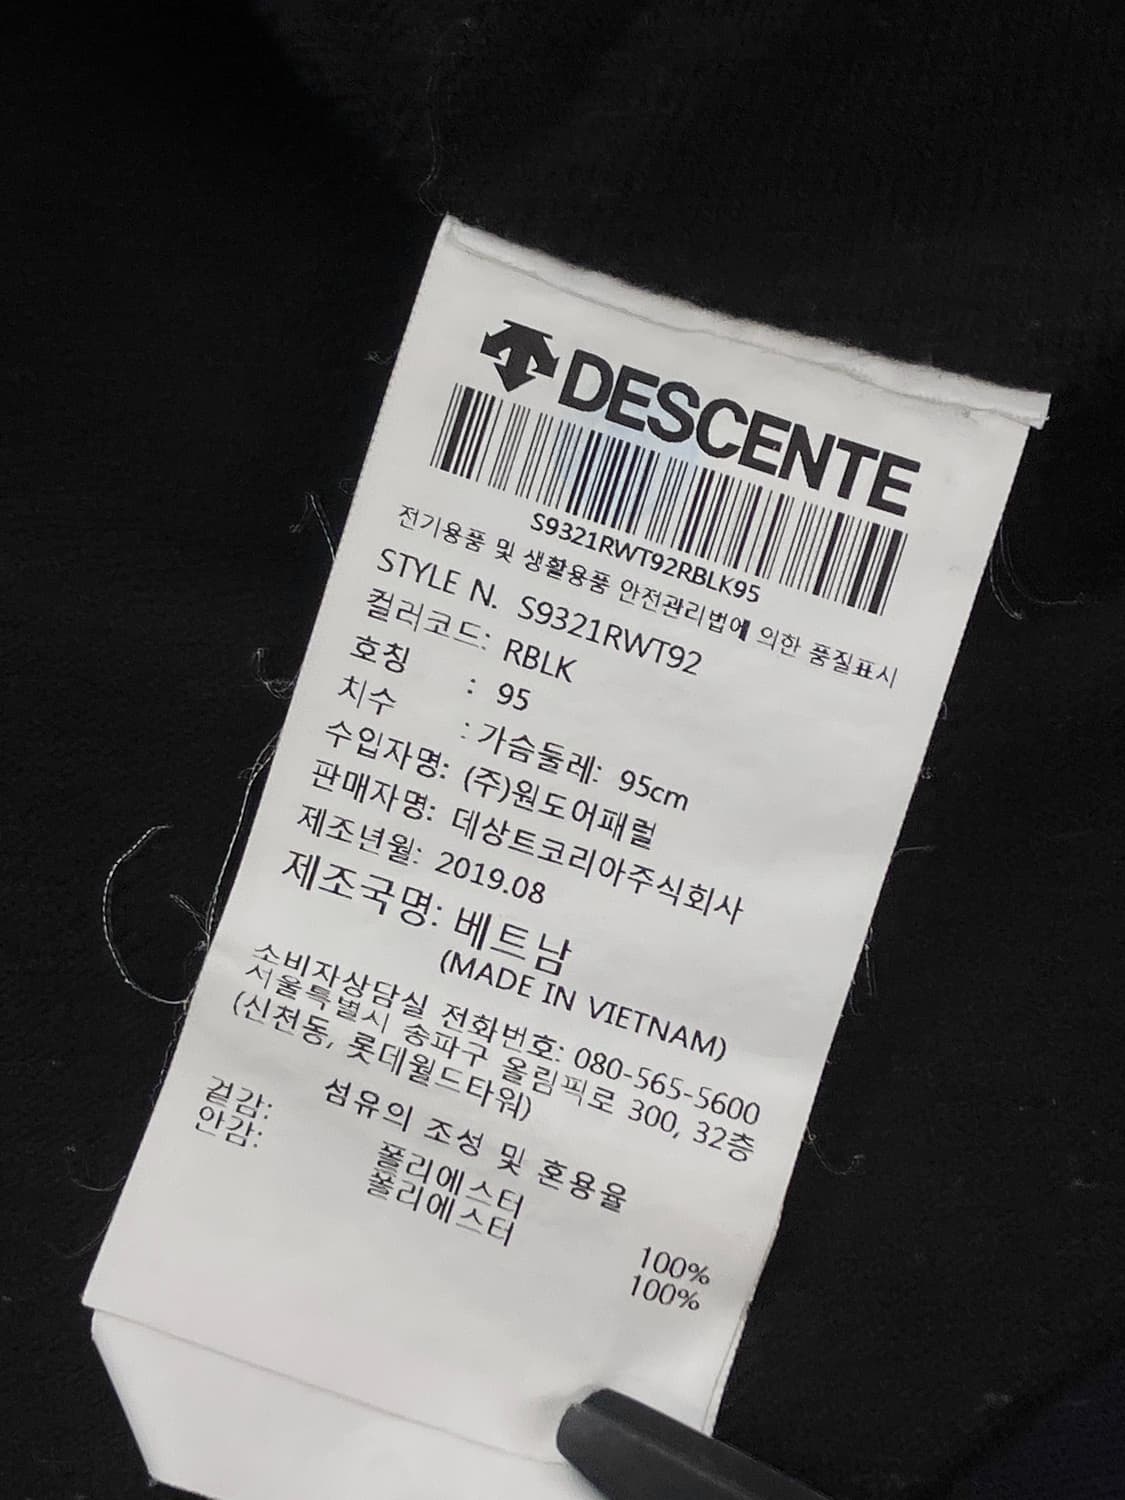 DESCENTE
S9321RWT92RBLK95
전기용품 및 생활용품 안전관리법에 의한 품질표시
STYLE N. S9321RWT92
컬러코드: RBLK
호칭 : 95
치수 : 가슴둘레: 95cm
수입자명: (주)원도어패럴
판매자명: 데상트코리아주식회사
제조년월: 2019.08
제조국명: 베트남
(MADE IN VIETNAM)
소비자상담실 전화번호: 080-565-5600
서울특별시 송파구 올림픽로 300, 32층
(신천동, 롯데월드타워)
섬유의 조성 및 혼용율
겉감: 폴리에스터 100%
안감: 폴리에스터 100%